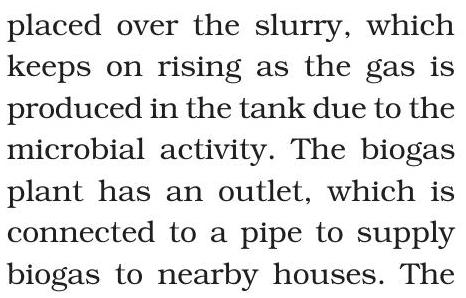 placed over the slurry, which
keeps on rising as the gas is
produced in the tank due to the
microbial activity. The biogas
plant has an outlet, which is
connected to a pipe to supply
biogas to nearby houses. The